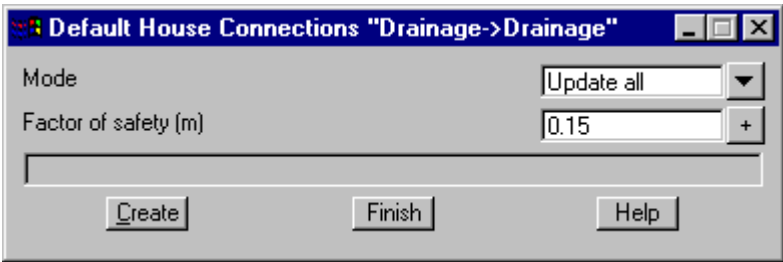 Default House Connections "Drainage->Drainage"
Mode Update all
Factor of safety (m) 0.15 +
Create Finish Help